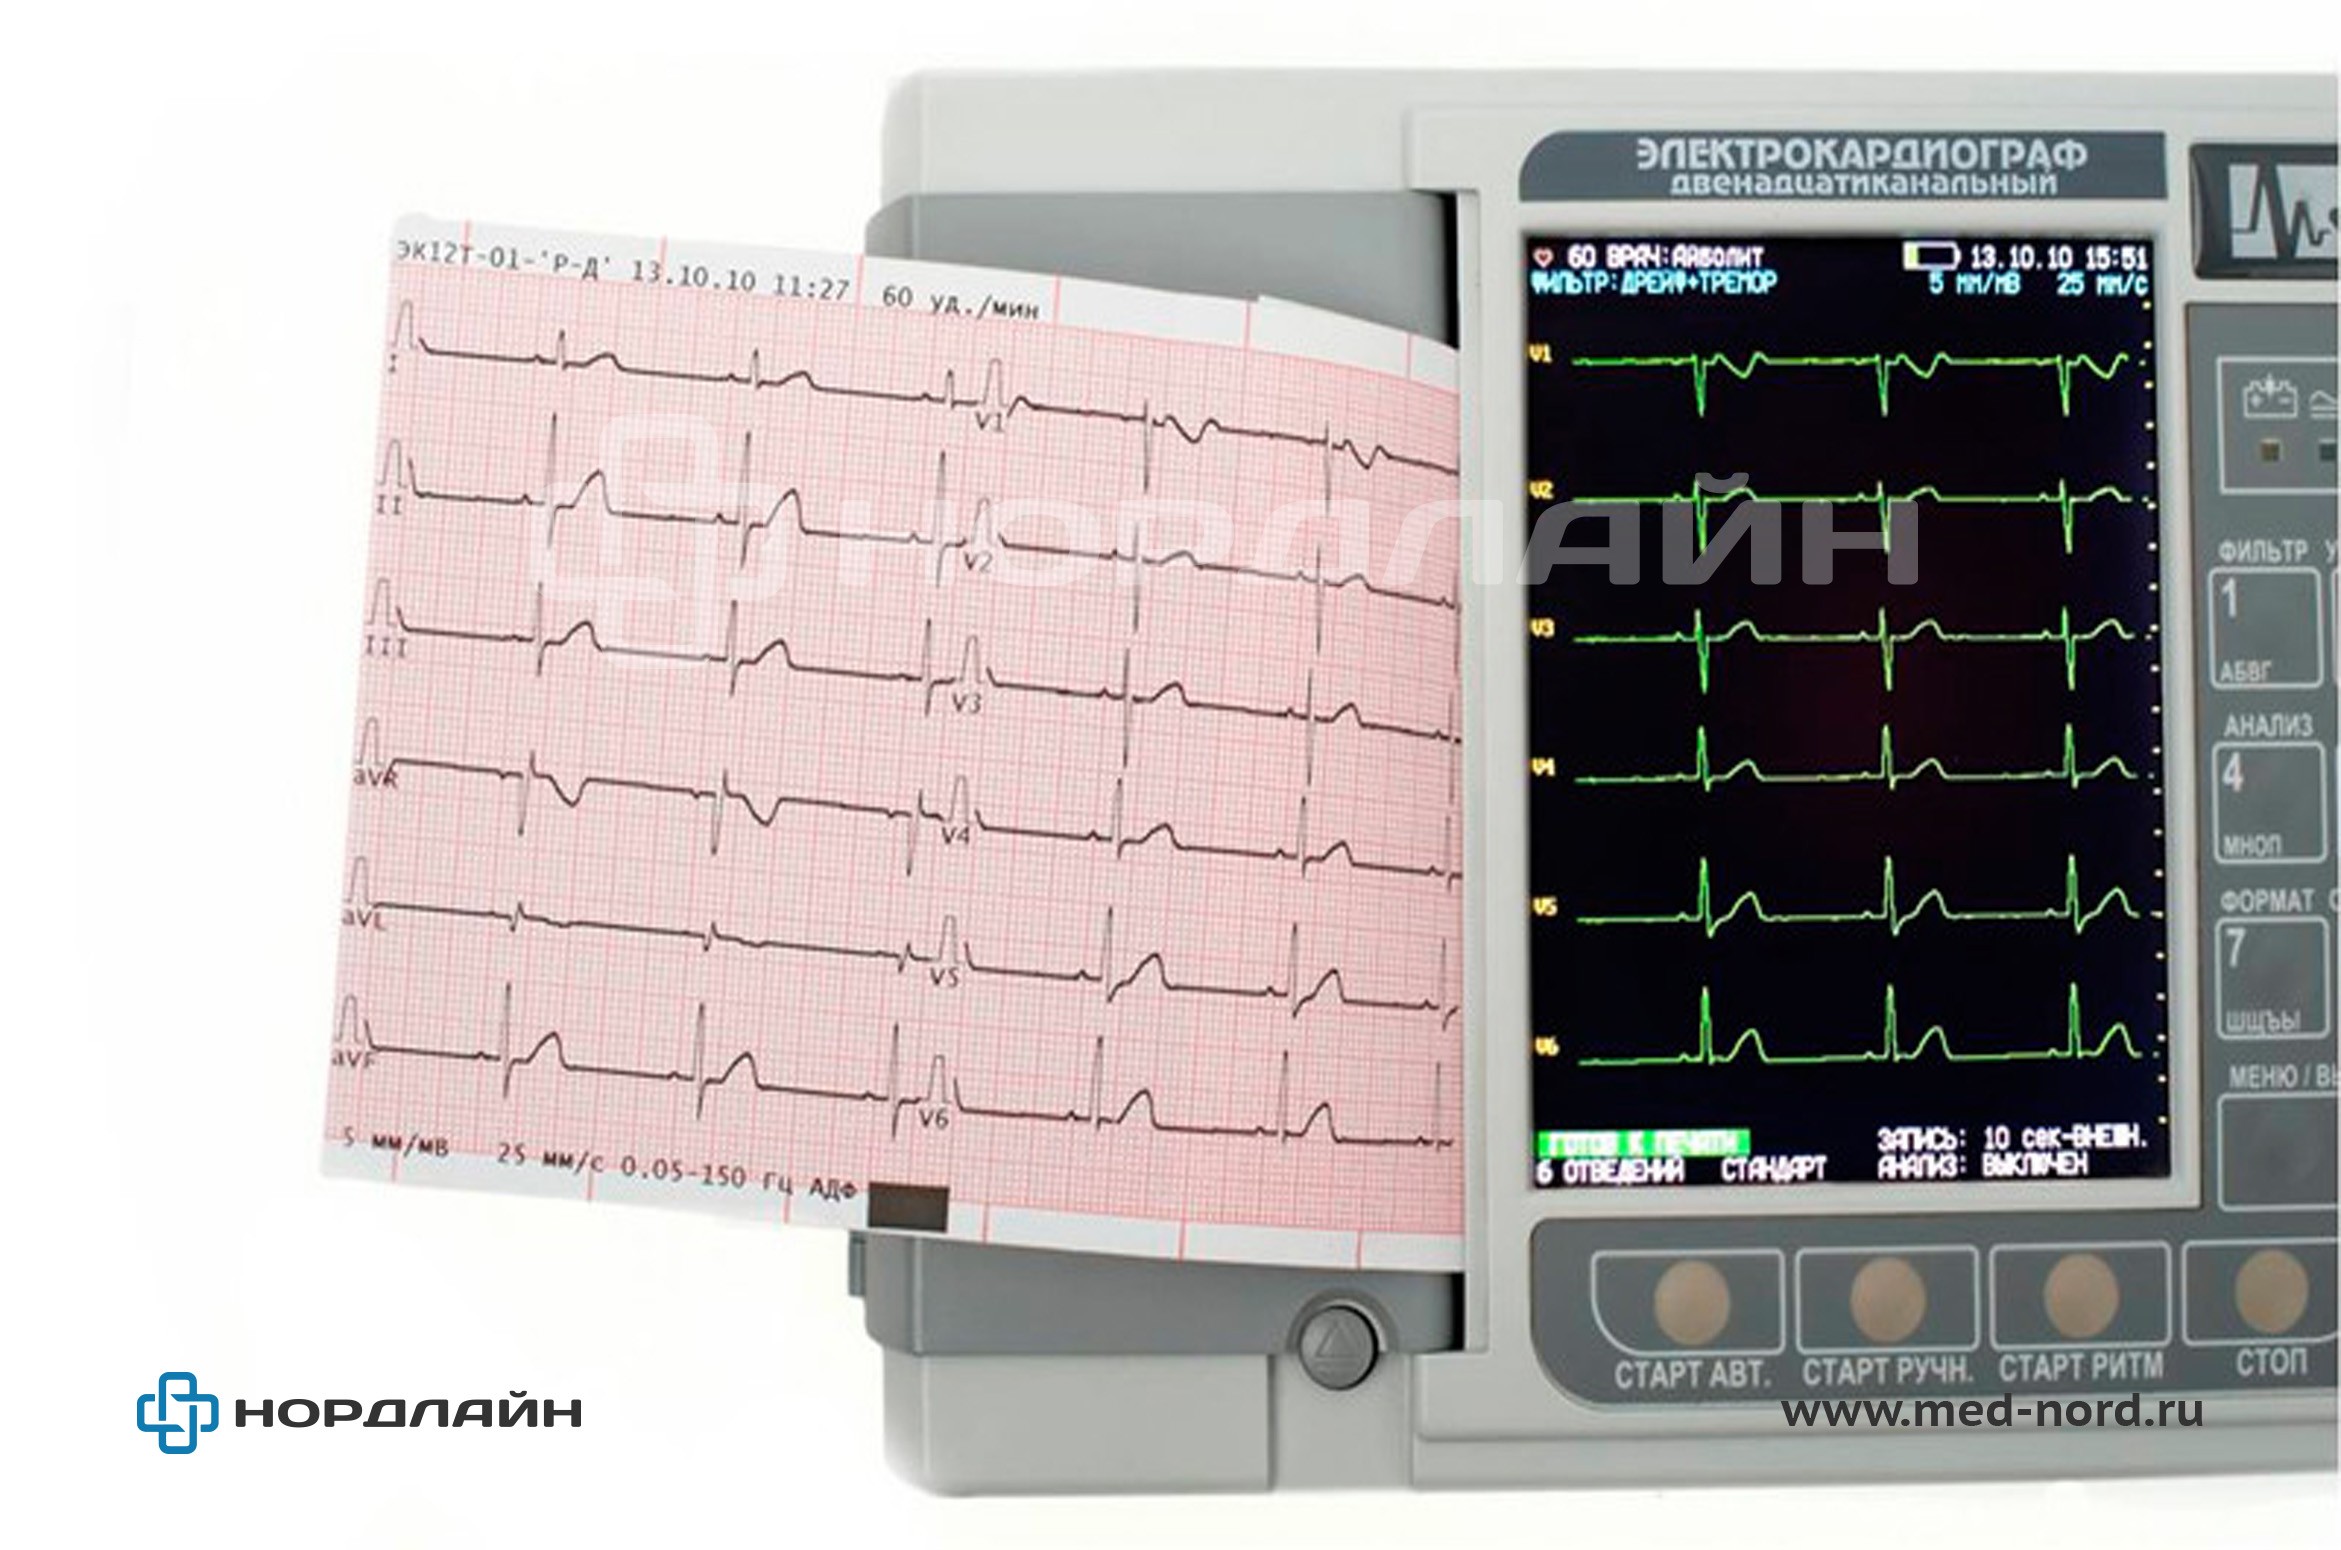 ЭЛЕКТРОКАРДИОГРАФ
двенадцатиканальный
ЭК12Т-01-'Р-Д' 13.10.10 11:27 60 уд./мин
I
II
III
aVR
aVL
aVF
V1
V2
V3
V4
V5
V6
5 мм/мВ 25 мм/с 0.05-150 Гц АДФ
60 ВРАЧ:АЙБОЛИТ 13.10.10 15:51
ФИЛЬТР:ДРЕЙФ+ТРЕМОР 5 мм/мВ 25 мм/с
V1
V2
V3
V4
V5
V6
ГОТОВ К ПЕЧАТИ
ЗАПИСЬ: 10 сек-ВНЕШН.
6 ОТВЕДЕНИЙ СТАНДАРТ АНАЛИЗ: ВЫКЛЮЧЕН
НОРДЛАЙН
ФИЛЬТР
1
АБВГ
АНАЛИЗ
4
МНОП
ФОРМАТ
7
ШЩЪЫ
МЕНЮ /
СТАРТ АВТ. СТАРТ РУЧН. СТАРТ РИТМ СТОП
НОРДЛАЙН
www.med-nord.ru